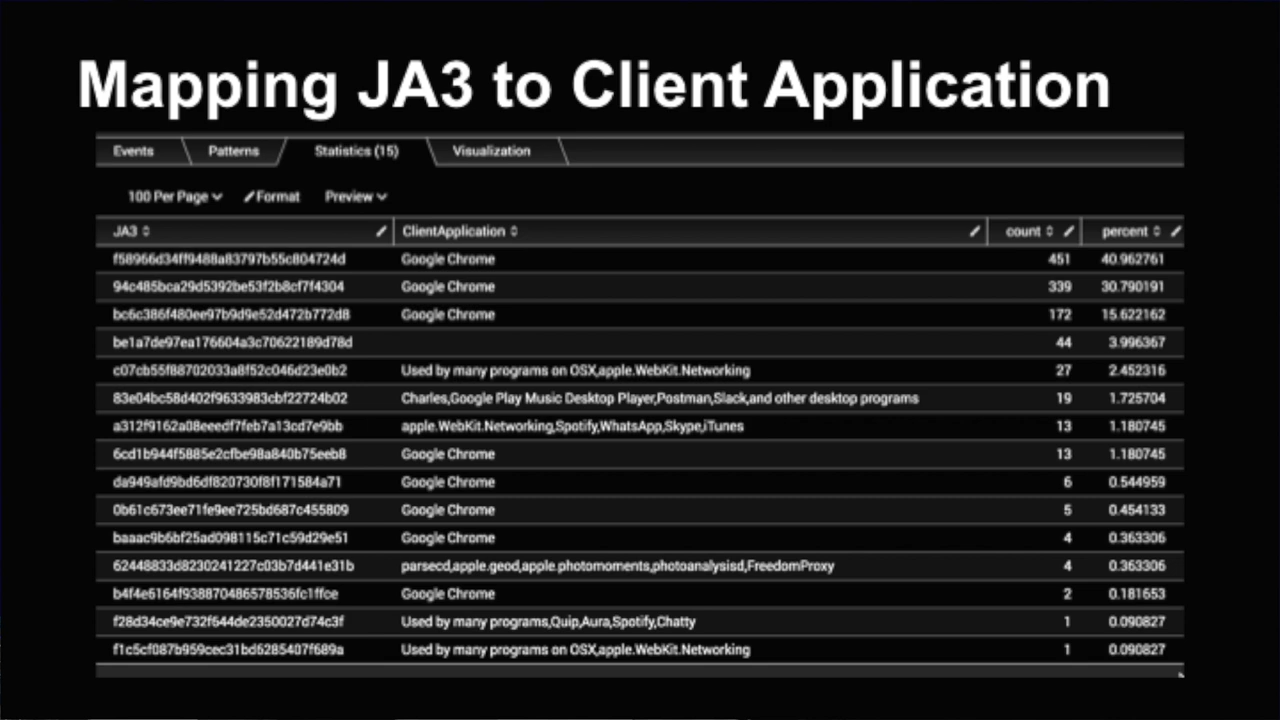 Mapping JA3 to Client Application
Events Patterns Statistics (15) Visualization
100 Per Page Format Preview
JA3 ClientApplication count percent
f58966d34ff9488a83797b55c804724d Google Chrome 451 40.962761
94c485bca29d5392be53f2b8cf7f4304 Google Chrome 339 30.790191
bc6c386f480ee97b9d9e52d472b772d8 Google Chrome 172 15.622162
be1a7de97ea176604a3c70622189d78d 44 3.996367
c07cb55f88702033a8f52c046d23e0b2 Used by many programs on OSX,apple.WebKit.Networking 27 2.452316
83e04bc58d402f9633983cbf22724b02 Charles,Google Play Music Desktop Player,Postman,Slack,and other desktop programs 19 1.725704
a312f9162a08eeedf7feb7a13cd7e9bb apple.WebKit.Networking,Spotify,WhatsApp,Skype,iTunes 13 1.180745
6cd1b944f5885e2cfbe98a840b75eeb8 Google Chrome 13 1.180745
da949afd9bd6df820730f8f171584a71 Google Chrome 6 0.544959
0b61c673ee71fe9ee725bd687c455809 Google Chrome 5 0.454133
baaac9b6bf25ad098115c71c59d29e51 Google Chrome 4 0.363306
62448833d8230241227c03b7d441e31b parsecd,apple.geod,apple.photomoments,photoanalysisd,FreedomProxy 4 0.363306
b4f4e6164f938870486578536fc1ffce Google Chrome 2 0.181653
f28d34ce9e732f644de2350027d74c3f Used by many programs,Quip,Aura,Spotify,Chatty 1 0.090827
f1c5cf087b959cec31bd6285407f689a Used by many programs on OSX,apple.WebKit.Networking 1 0.090827